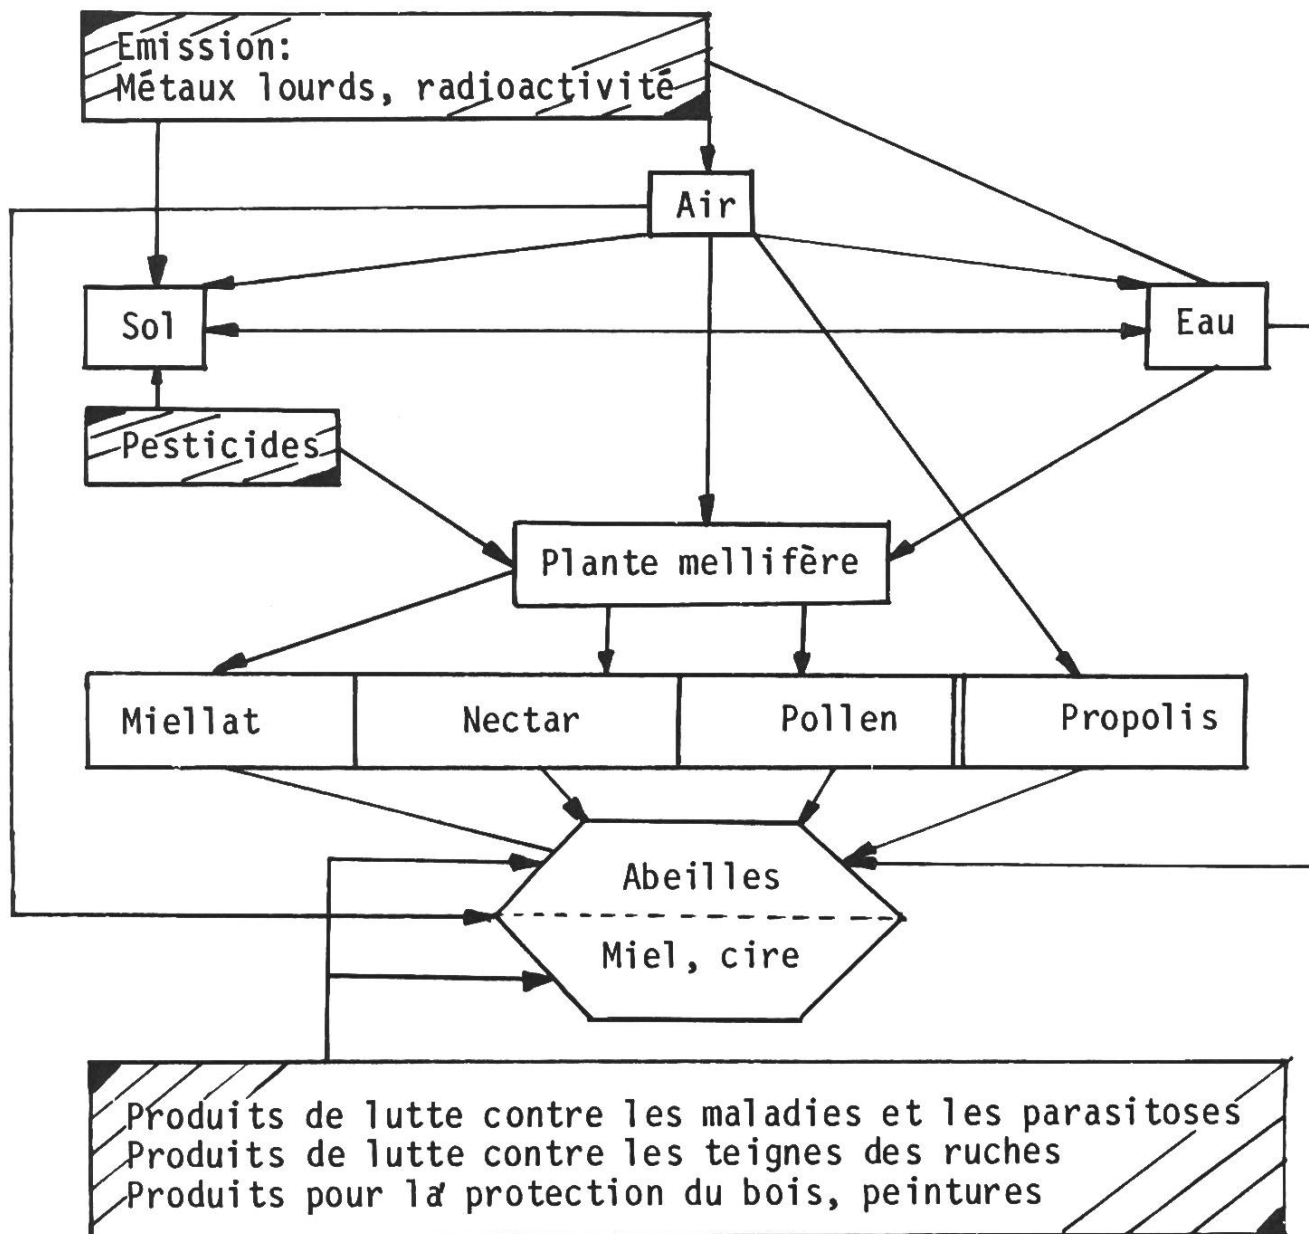 Emission:
Métaux lourds, radioactivité
Air
Sol
Eau
Pesticides
Plante mellifère
Miellat
Nectar
Pollen
Propolis
Abeilles
Miel, cire
Produits de lutte contre les maladies et les parasitoses
Produits de lutte contre les teignes des ruches
Produits pour la protection du bois, peintures